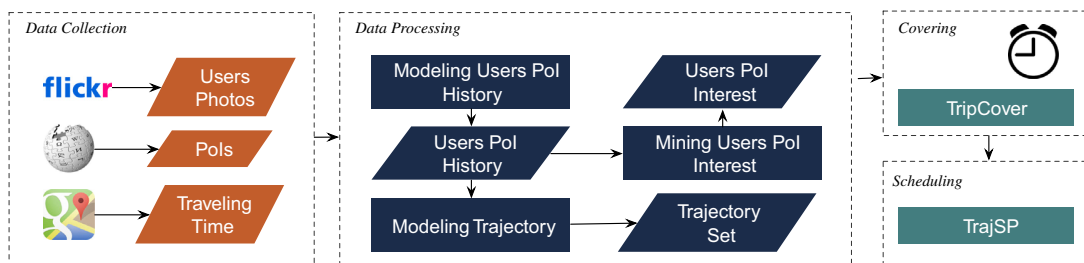 Data Collection
flickr
Users
Photos
PoIs
Traveling
Time
Data Processing
Modeling Users PoI
History
Users PoI
Interest
Users PoI
History
Mining Users PoI
Interest
Modeling Trajectory
Trajectory
Set
Covering
TripCover
Scheduling
TrajSP